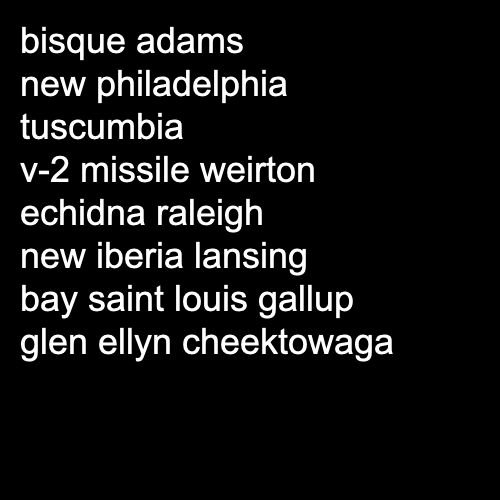 bisque adams
new philadelphia
tuscumbia
v-2 missile weirton
echidna raleigh
new iberia lansing
bay saint louis gallup
glen ellyn cheektowaga